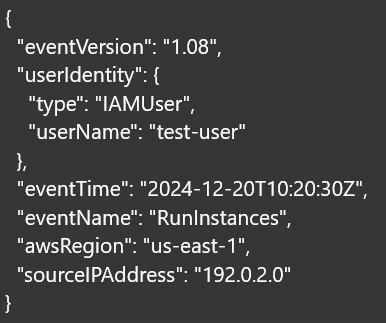 {
"eventVersion": "1.08",
"userIdentity": {
"type": "IAMUser",
"userName": "test-user"
},
"eventTime": "2024-12-20T10:20:30Z",
"eventName": "RunInstances",
"awsRegion": "us-east-1",
"sourceIPAddress": "192.0.2.0"
}